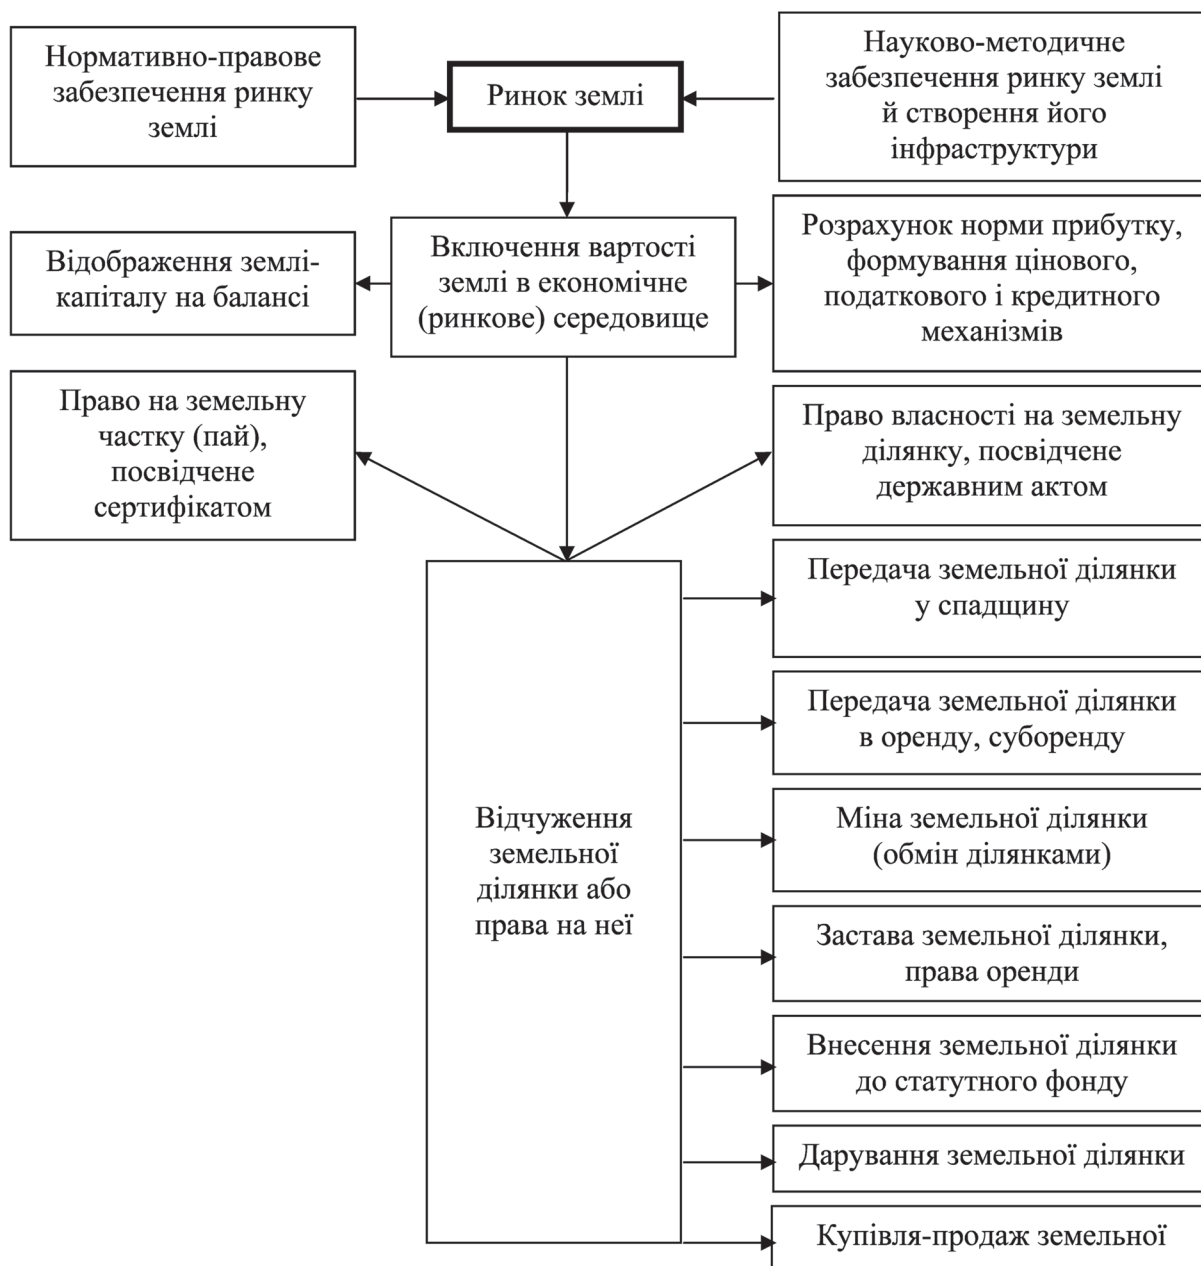 Нормативно-правове
забезпечення ринку
землі
Ринок землі
Науково-методичне
забезпечення ринку землі
й створення його
інфраструктури
Відображення землі-
капіталу на балансі
Включення вартості
землі в економічне
(ринкове) середовище
Розрахунок норми прибутку,
формування цінового,
податкового і кредитного
механізмів
Право на земельну
частку (пай),
посвідчене
сертифікатом
Право власності на земельну
ділянку, посвідчене
державним актом
Відчуження
земельної
ділянки або
права на неї
Передача земельної ділянки
у спадщину
Передача земельної ділянки
в оренду, суборенду
Міна земельної ділянки
(обмін ділянками)
Застава земельної ділянки,
права оренди
Внесення земельної ділянки
до статутного фонду
Дарування земельної ділянки
Купівля-продаж земельної